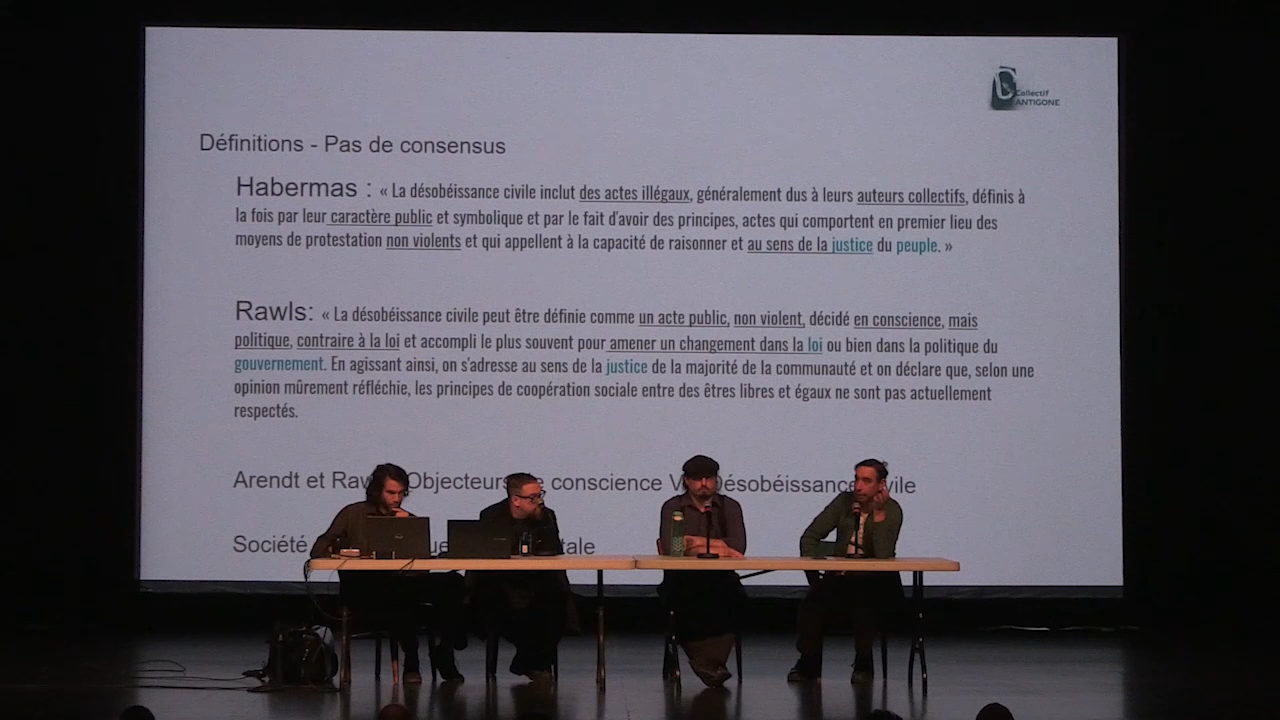 Collectif
ANTIGONE
Définitions - Pas de consensus
Habermas : « La désobéissance civile inclut des actes illégaux, généralement dus à leurs auteurs collectifs, définis à
la fois par leur caractère public et symbolique et par le fait d'avoir des principes, actes qui comportent en premier lieu des
moyens de protestation non violents et qui appellent à la capacité de raisonner et au sens de la justice du peuple. »
Rawls: « La désobéissance civile peut être définie comme un acte public, non violent, décidé en conscience, mais
politique, contraire à la loi et accompli le plus souvent pour amener un changement dans la loi ou bien dans la politique du
gouvernement. En agissant ainsi, on s'adresse au sens de la justice de la majorité de la communauté et on déclare que, selon une
opinion mûrement réfléchie, les principes de coopération sociale entre des êtres libres et égaux ne sont pas actuellement
respectés.
Arendt et Objecteurs conscience
Société